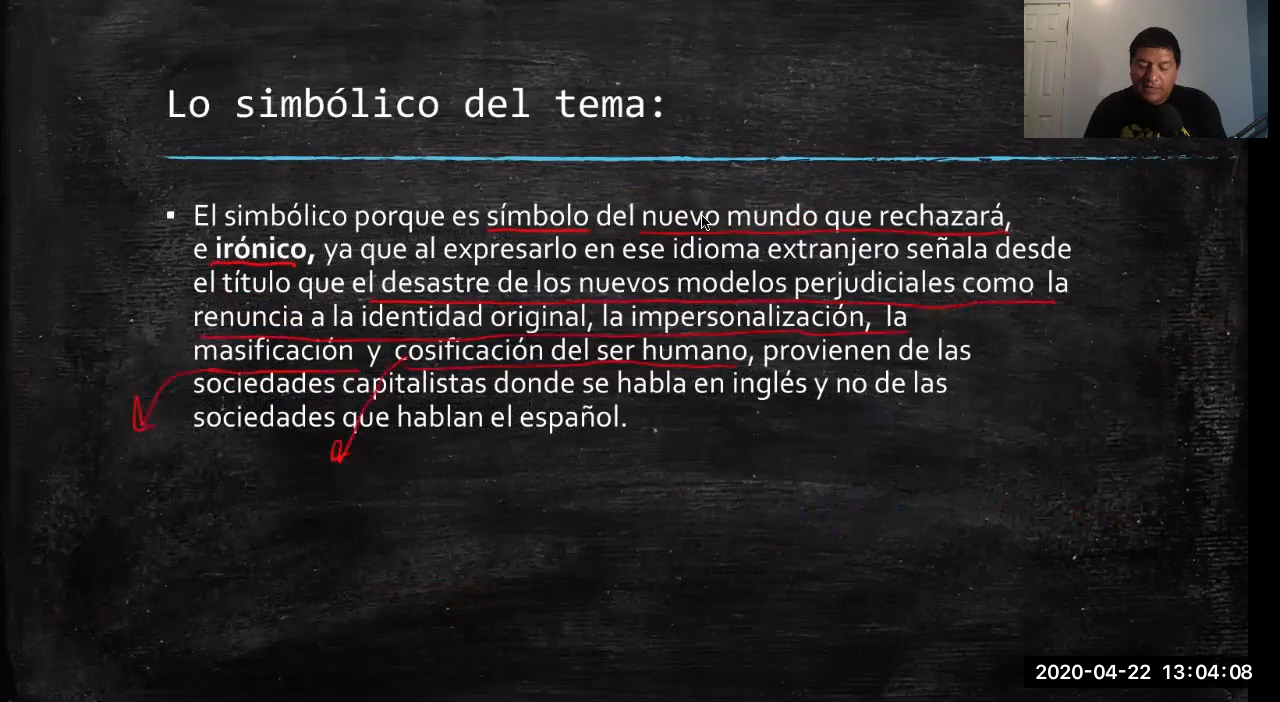 Lo simbólico del tema:
▪ El simbólico porque es símbolo del nuevo mundo que rechazará,
e irónico, ya que al expresarlo en ese idioma extranjero señala desde
el título que el desastre de los nuevos modelos perjudiciales como la
renuncia a la identidad original, la impersonalización, la
masificación y cosificación del ser humano, provienen de las
sociedades capitalistas donde se habla en inglés y no de las
sociedades que hablan el español.
2020-04-22 13:04:08